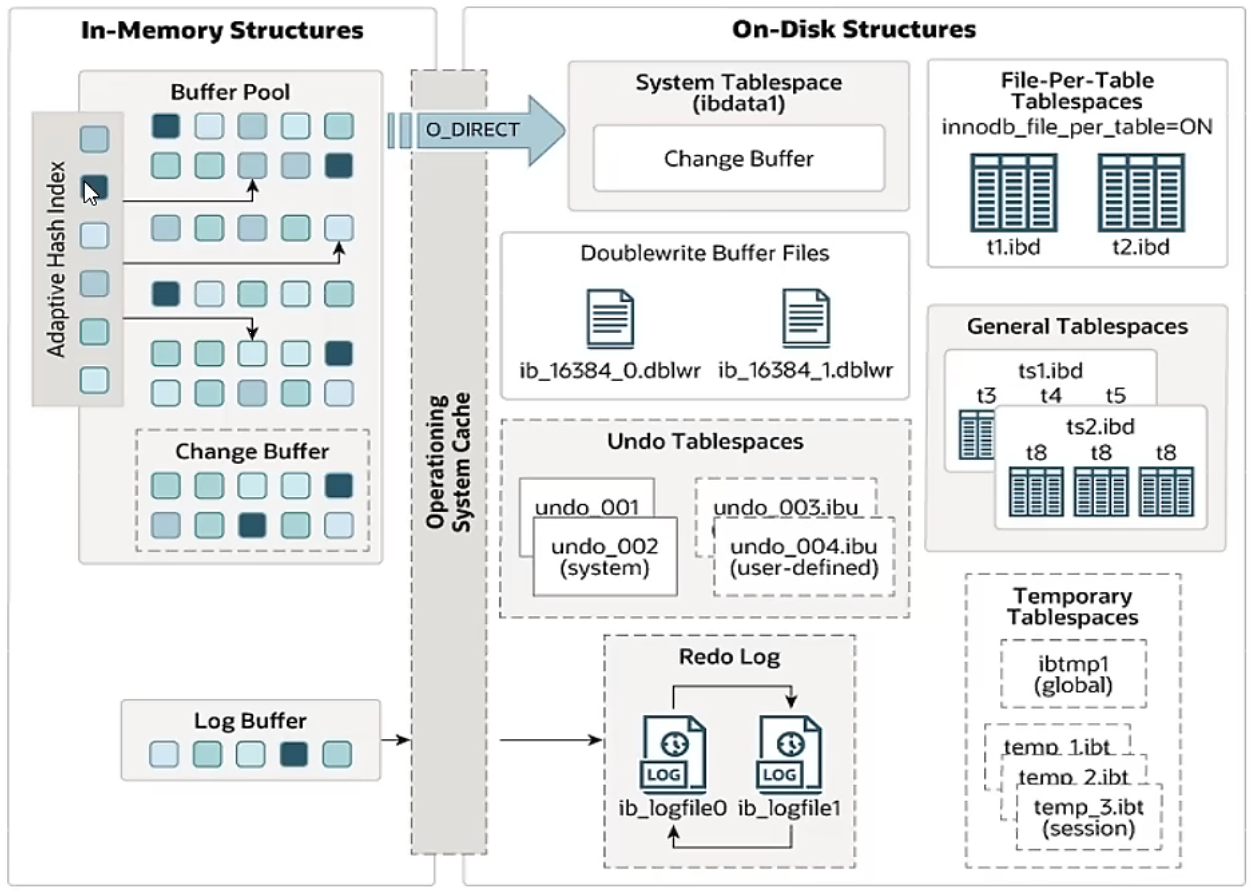 In-Memory Structures
Buffer Pool
Adaptive Hash Index
Change Buffer
Log Buffer
Operationing
System Cache
O_DIRECT
On-Disk Structures
System Tablespace
(ibdata1)
Change Buffer
Doublewrite Buffer Files
ib_16384_0.dblwr
ib_16384_1.dblwr
Undo Tablespaces
undo_001
undo_002
(system)
undo_003.ibu
undo_004.ibu
(user-defined)
Redo Log
LOG
LOG
ib_logfile0
ib_logfile1
File-Per-Table
Tablespaces
innodb_file_per_table=ON
t1.ibd
t2.ibd
General Tablespaces
ts1.ibd
t3 t4 t5
ts2.ibd
t8 t8 t8
Temporary
Tablespaces
ibtmp1
(global)
temp_1.ibt
temp_2.ibt
temp_3.ibt
(session)